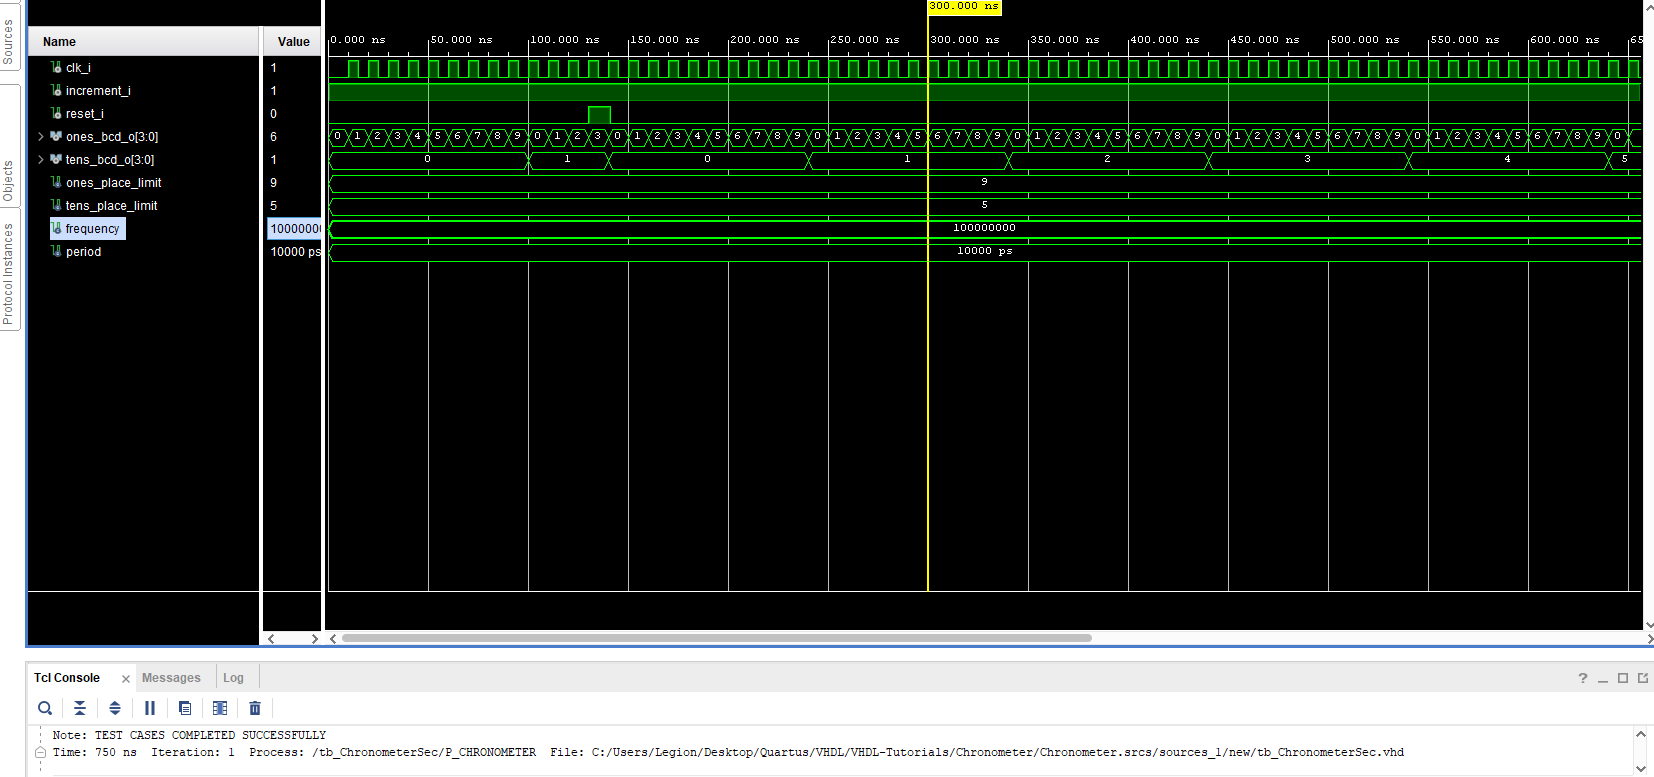 300.000 ns
Name
Value
0.000 ns 50.000 ns 100.000 ns 150.000 ns 200.000 ns 250.000 ns 300.000 ns 350.000 ns 400.000 ns 450.000 ns 500.000 ns 550.000 ns 600.000 ns 65
clk_i 1
increment_i 1
reset_i 0
ones_bcd_o[3:0] 6 0 1 2 3 4 5 6 7 8 9 0 1 2 3 0 1 2 3 4 5 6 7 8 9 0 1 2 3 4 5 6 7 8 9 0 1 2 3 4 5 6 7 8 9 0 1 2 3 4 5 6 7 8 9 0 1 2 3 4 5 6 7 8 9 0
tens_bcd_o[3:0] 1 0 1 0 1 2 3 4 5
ones_place_limit 9 9
tens_place_limit 5 5
frequency 10000000 100000000
period 10000 ps 10000 ps
Sources
Objects
Protocol Instances
Tcl Console × Messages Log ?
Note: TEST CASES COMPLETED SUCCESSFULLY
Time: 750 ns Iteration: 1 Process: /tb_ChronometerSec/P_CHRONOMETER File: C:/Users/Legion/Desktop/Quartus/VHDL/VHDL-Tutorials/Chronometer/Chronometer.srcs/sources_1/new/tb_ChronometerSec.vhd